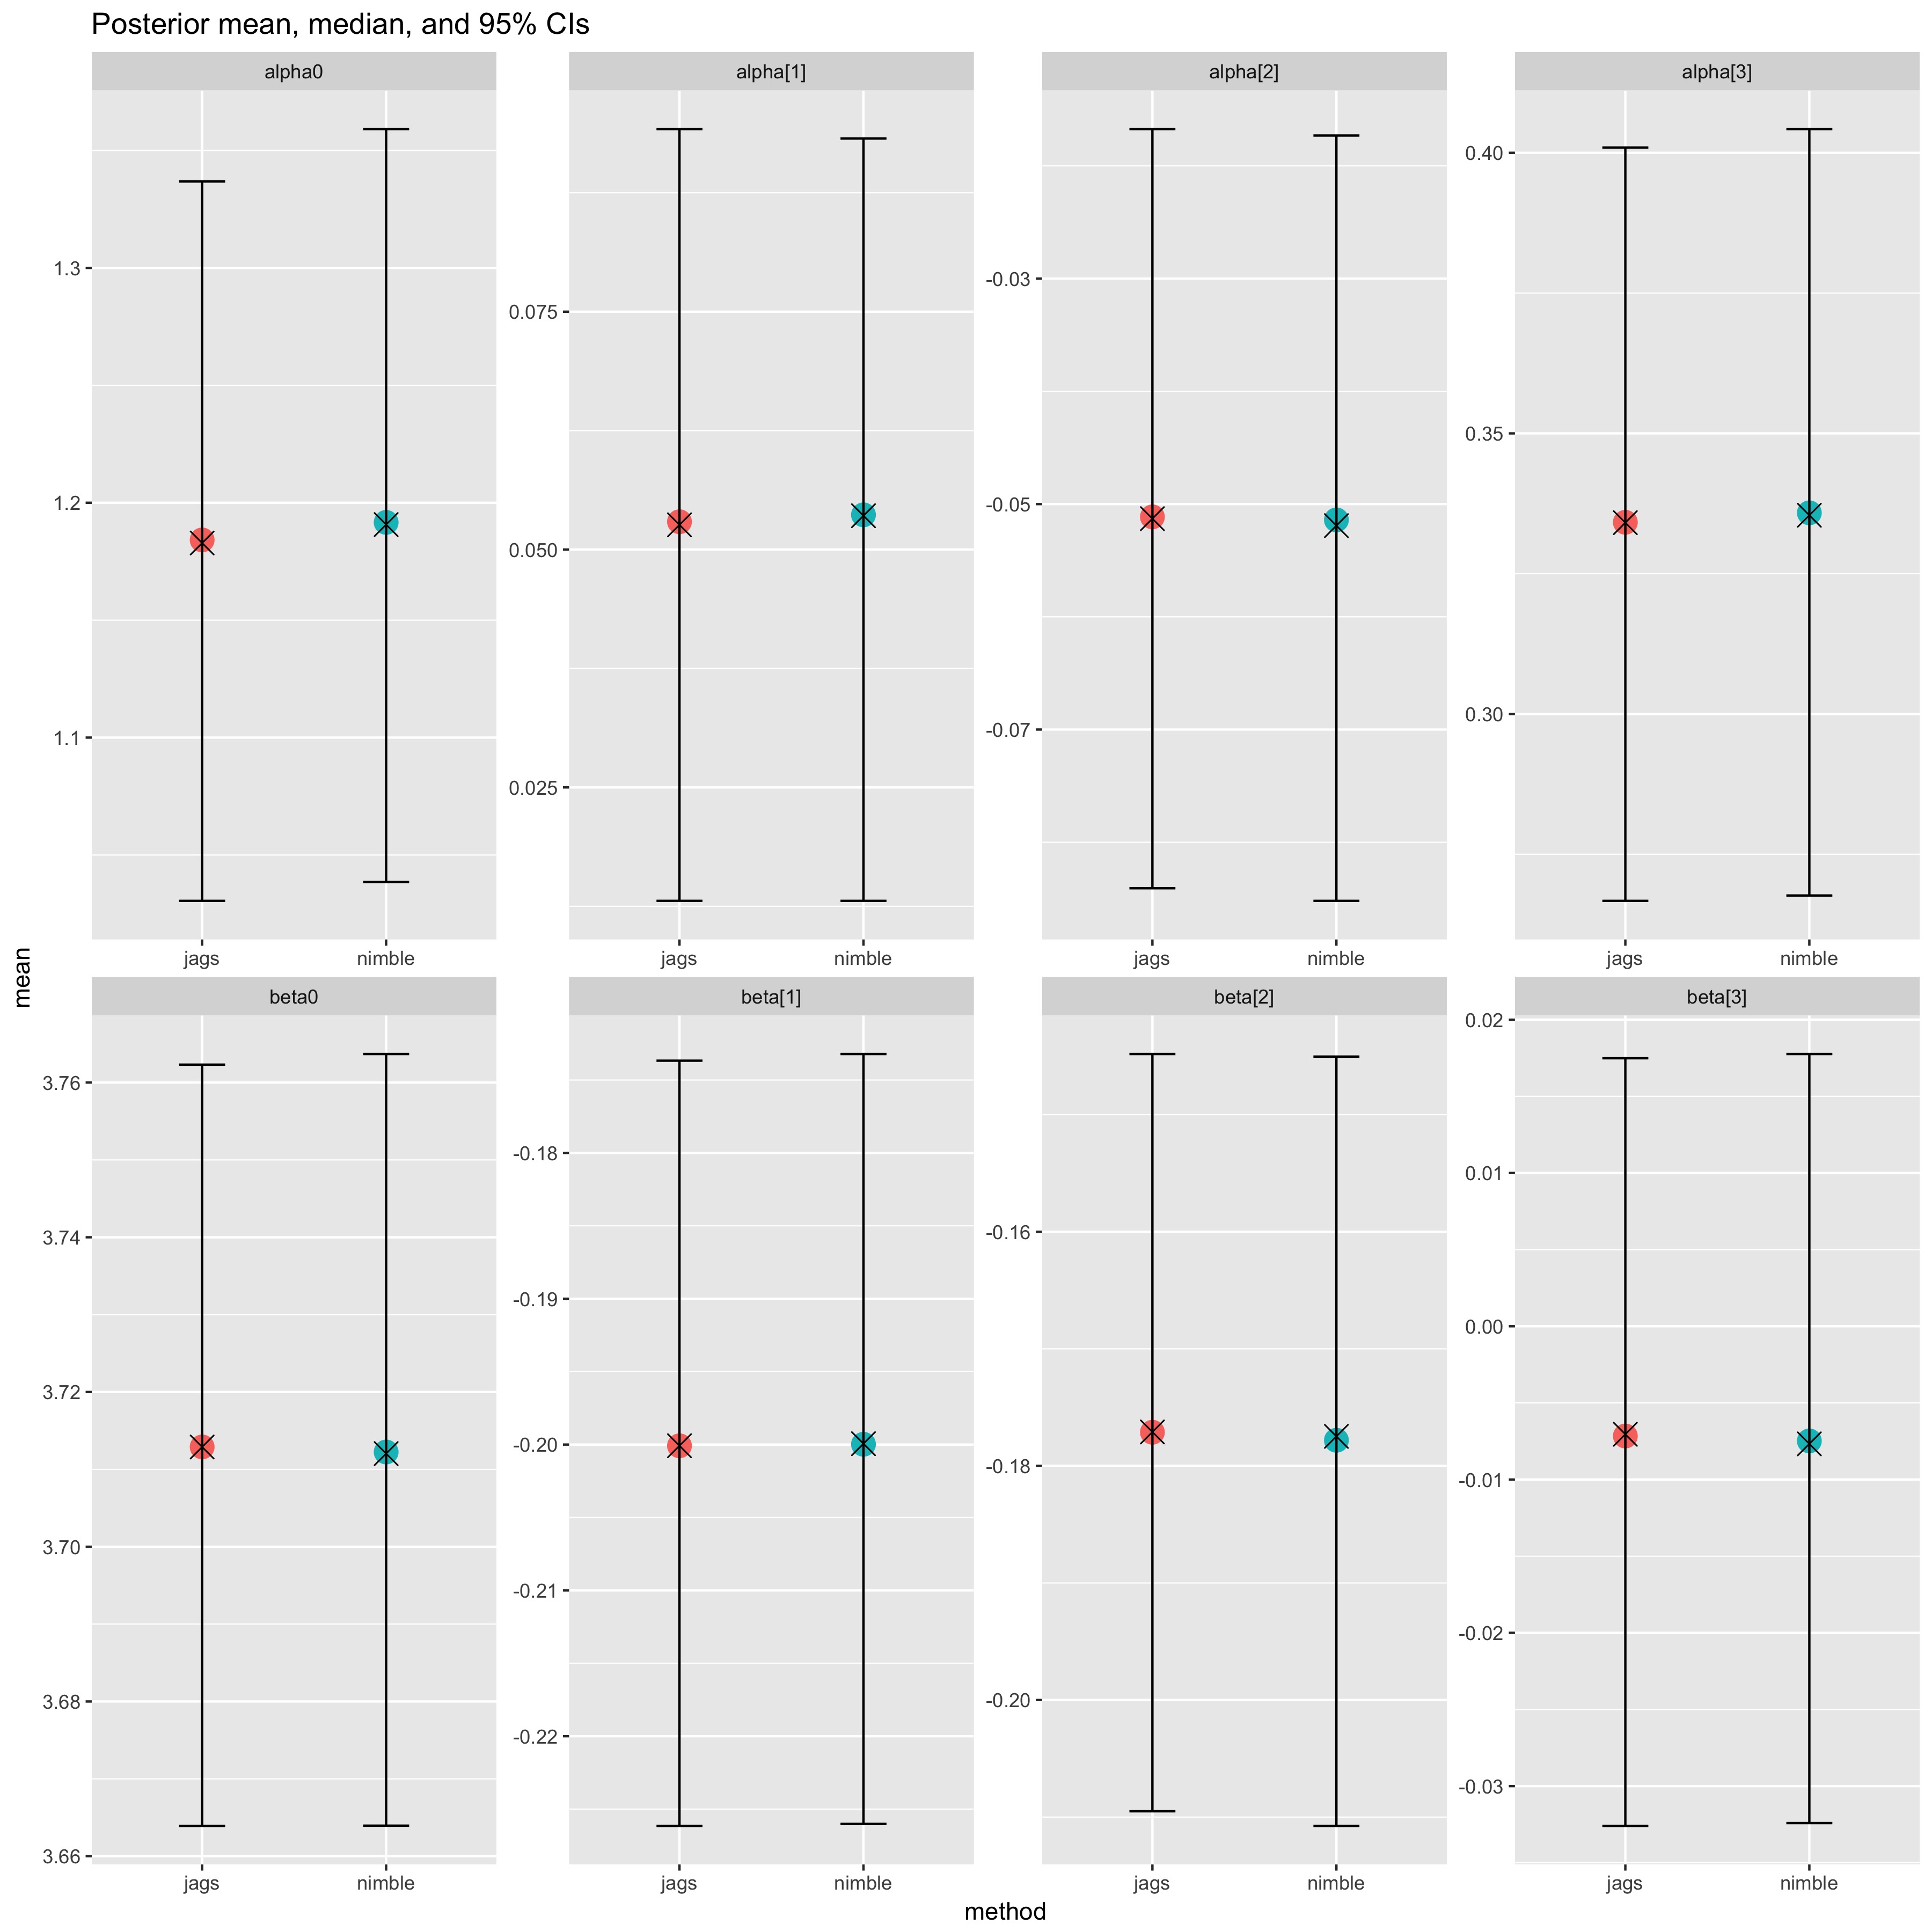 Posterior mean, median, and 95% CIs
alpha0
alpha[1]
alpha[2]
alpha[3]
1.3
1.2
1.1
0.075
0.050
0.025
-0.03
-0.05
-0.07
0.40
0.35
0.30
jags nimble
jags nimble
jags nimble
jags nimble
mean
beta0
beta[1]
beta[2]
beta[3]
3.76
3.74
3.72
3.70
3.68
3.66
-0.18
-0.19
-0.20
-0.21
-0.22
-0.16
-0.18
-0.20
0.02
0.01
0.00
-0.01
-0.02
-0.03
jags nimble
jags nimble
jags nimble
jags nimble
method